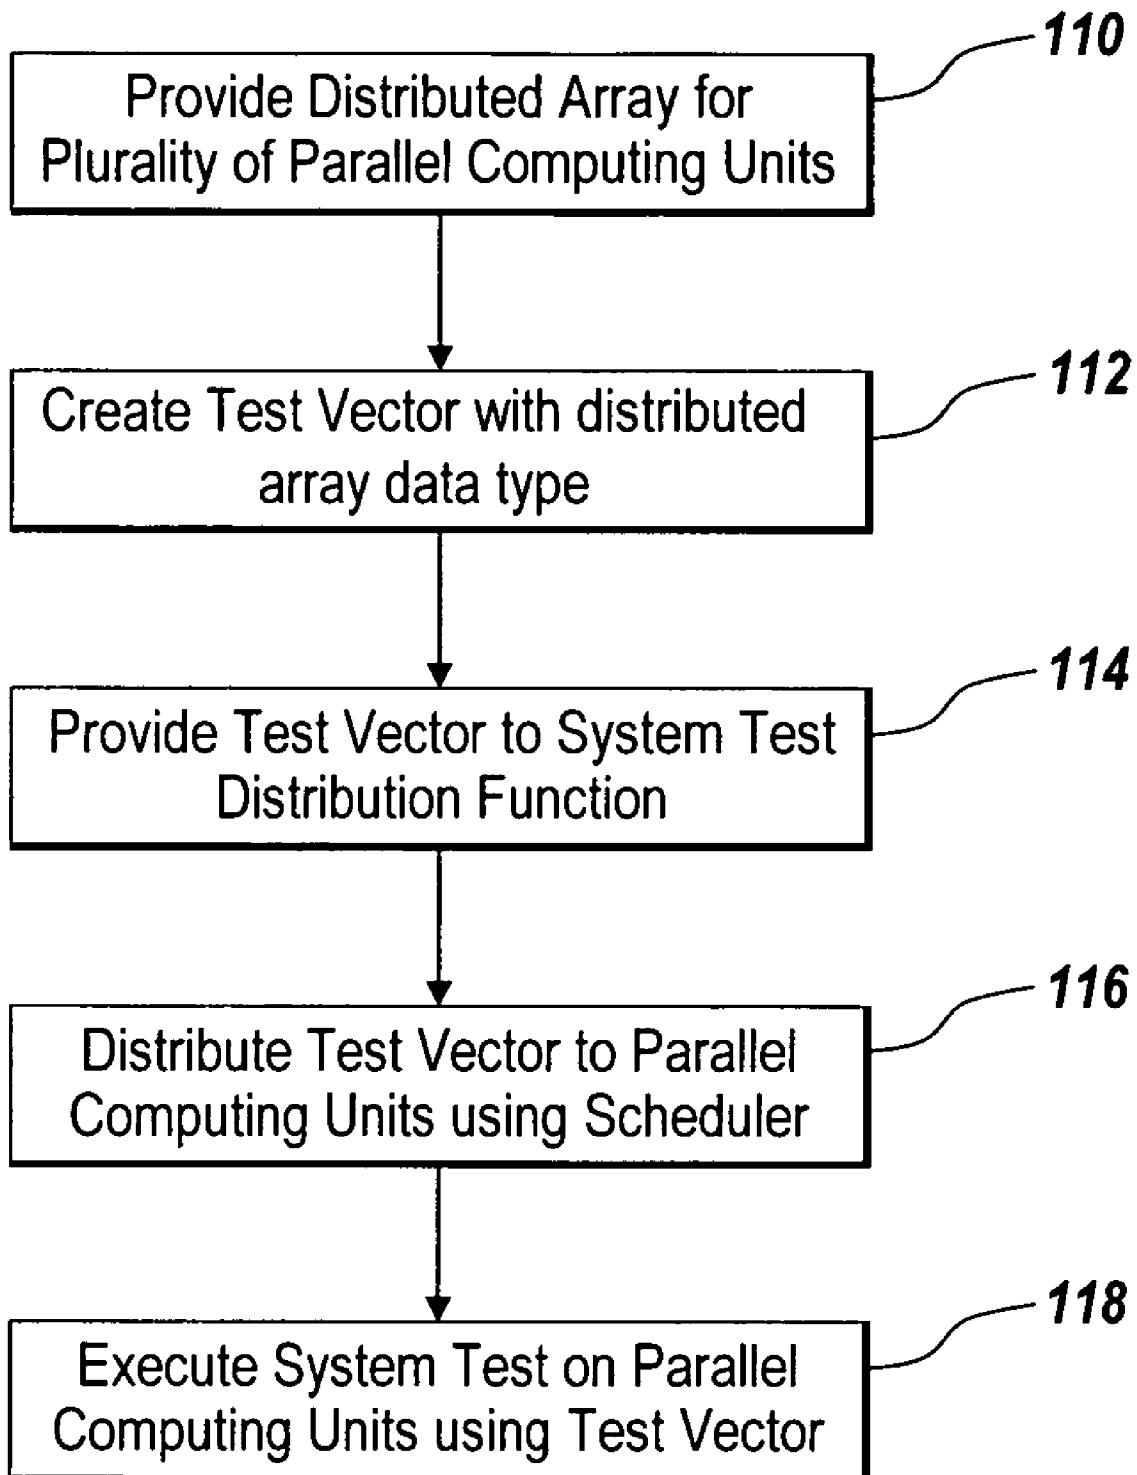 110
Provide Distributed Array for
Plurality of Parallel Computing Units
112
Create Test Vector with distributed
array data type
114
Provide Test Vector to System Test
Distribution Function
116
Distribute Test Vector to Parallel
Computing Units using Scheduler
118
Execute System Test on Parallel
Computing Units using Test Vector